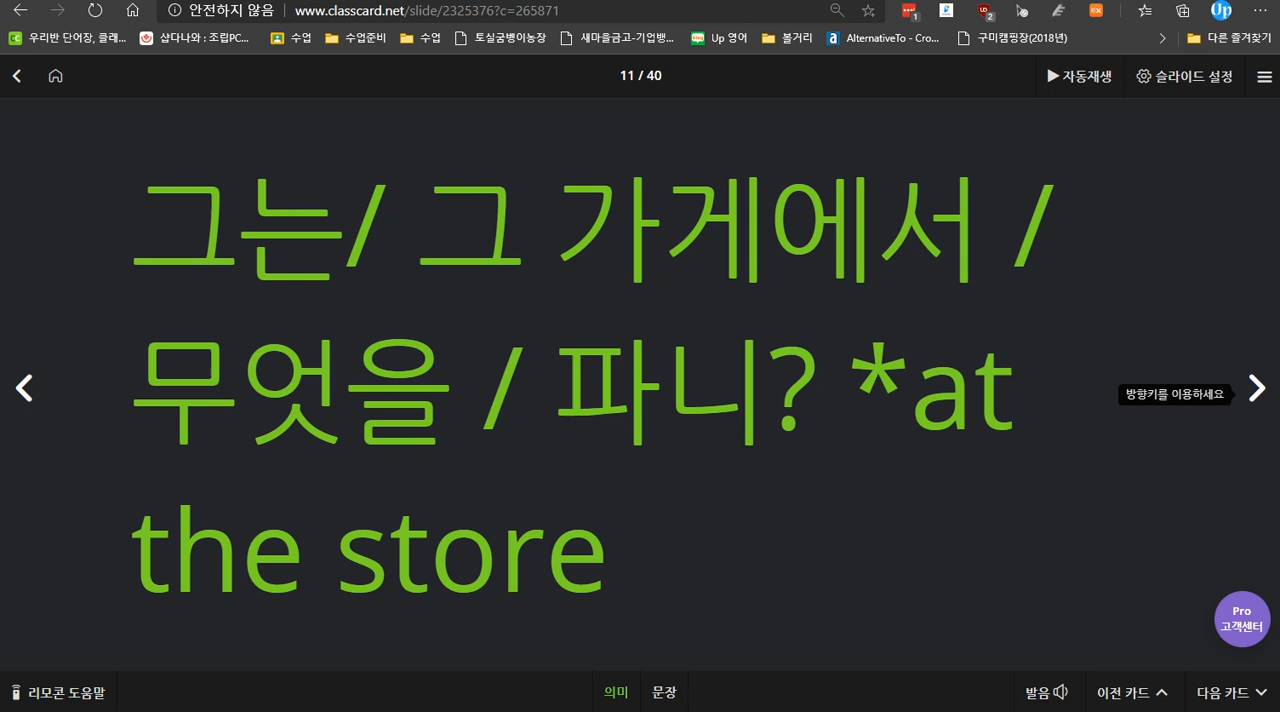 안전하지 않음 | www.classcard.net/slide/2325376?c=265871
1 2 EX Up
우리반 단어장, 클래... 샵다나와 : 조립PC... 수업 수업준비 수업 토실굼벵이농장 새마을금고-기업뱅... Up 영어 볼거리 AlternativeTo - Cro... 구미캠핑장(2018년) 다른 즐겨찾기
11 / 40 자동재생 슬라이드 설정
그는/ 그 가게에서 /
무엇을 / 파니? *at
the store
방향키를 이용하세요
Pro
고객센터
리모콘 도움말 의미 문장 발음 이전 카드 다음 카드